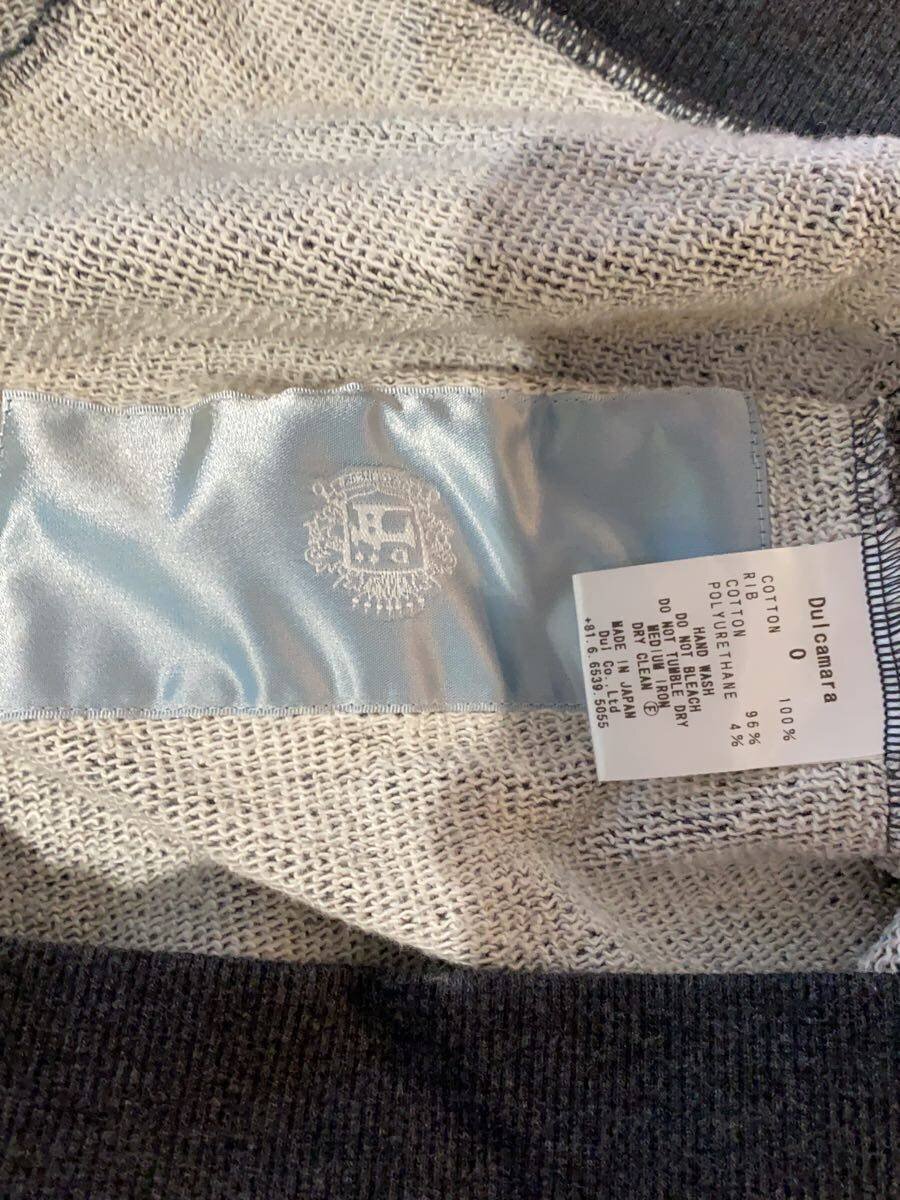 Dulcamara
0
COTTON 100%
RIB
COTTON 96%
POLYURETHANE 4%
HAND WASH
DO NOT BLEACH
DO NOT TUMBLE DRY
MEDIUM IRON
DRY CLEAN Ⓕ
MADE IN JAPAN
Dul Co.,Ltd
+81.6.6539.5055